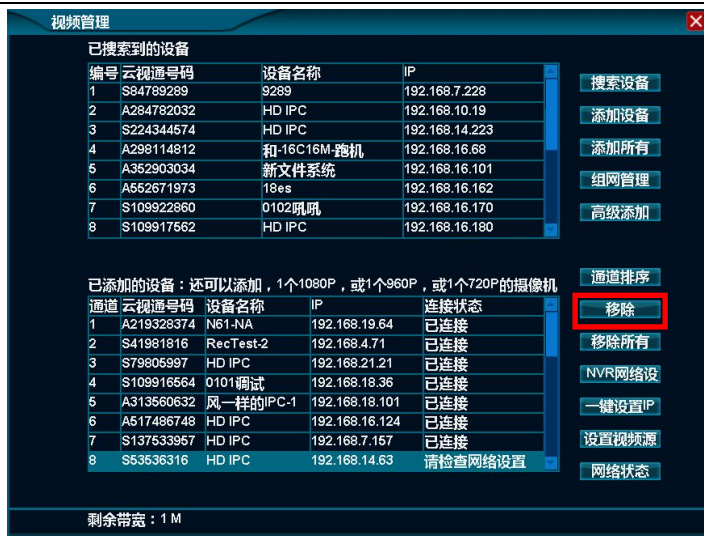 视频管理
已搜索到的设备
编号 云视通号码 设备名称 IP
1 S84789289 9289 192.168.7.228
2 A284782032 HD IPC 192.168.10.19
3 S224344574 HD IPC 192.168.14.223
4 A298114812 和-16C16M-跑机 192.168.16.68
5 A352903034 新文件系统 192.168.16.101
6 A552671973 18es 192.168.16.162
7 S109922860 0102吼吼 192.168.16.170
8 S109917562 HD IPC 192.168.16.180
搜索设备
添加设备
添加所有
组网管理
高级添加
已添加的设备：还可以添加，1个1080P，或1个960P，或1个720P的摄像机
通道 云视通号码 设备名称 IP 连接状态
1 A219328374 N61-NA 192.168.19.64 已连接
2 S41981816 RecTest-2 192.168.4.71 已连接
3 S79805997 HD IPC 192.168.21.21 已连接
4 S109916564 0101调试 192.168.18.36 已连接
5 A313560632 风一样的IPC-1 192.168.18.101 已连接
6 A517486748 HD IPC 192.168.16.124 已连接
7 S137533957 HD IPC 192.168.7.157 已连接
8 S53536316 HD IPC 192.168.14.63 请检查网络设置
通道排序
移除
移除所有
NVR网络设
一键设置IP
设置视频源
网络状态
剩余带宽：1 M